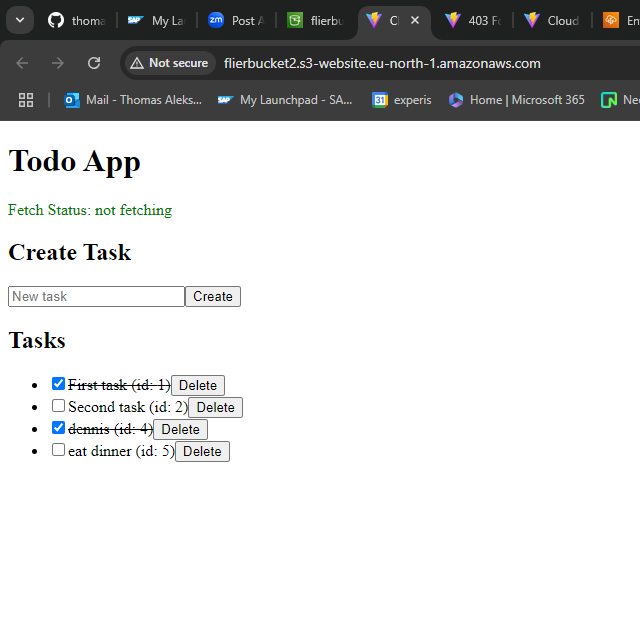 thoma
My La
Post A
flierbu
Cl
403 Fo
Cloud
En
Not secure
flierbucket2.s3-website.eu-north-1.amazonaws.com
Mail - Thomas Aleks...
My Launchpad - SA...
experis
Home | Microsoft 365
Nee
Todo App
Fetch Status: not fetching
Create Task
New task Create
Tasks
First task (id: 1) Delete
Second task (id: 2) Delete
dennis (id: 4) Delete
eat dinner (id: 5) Delete